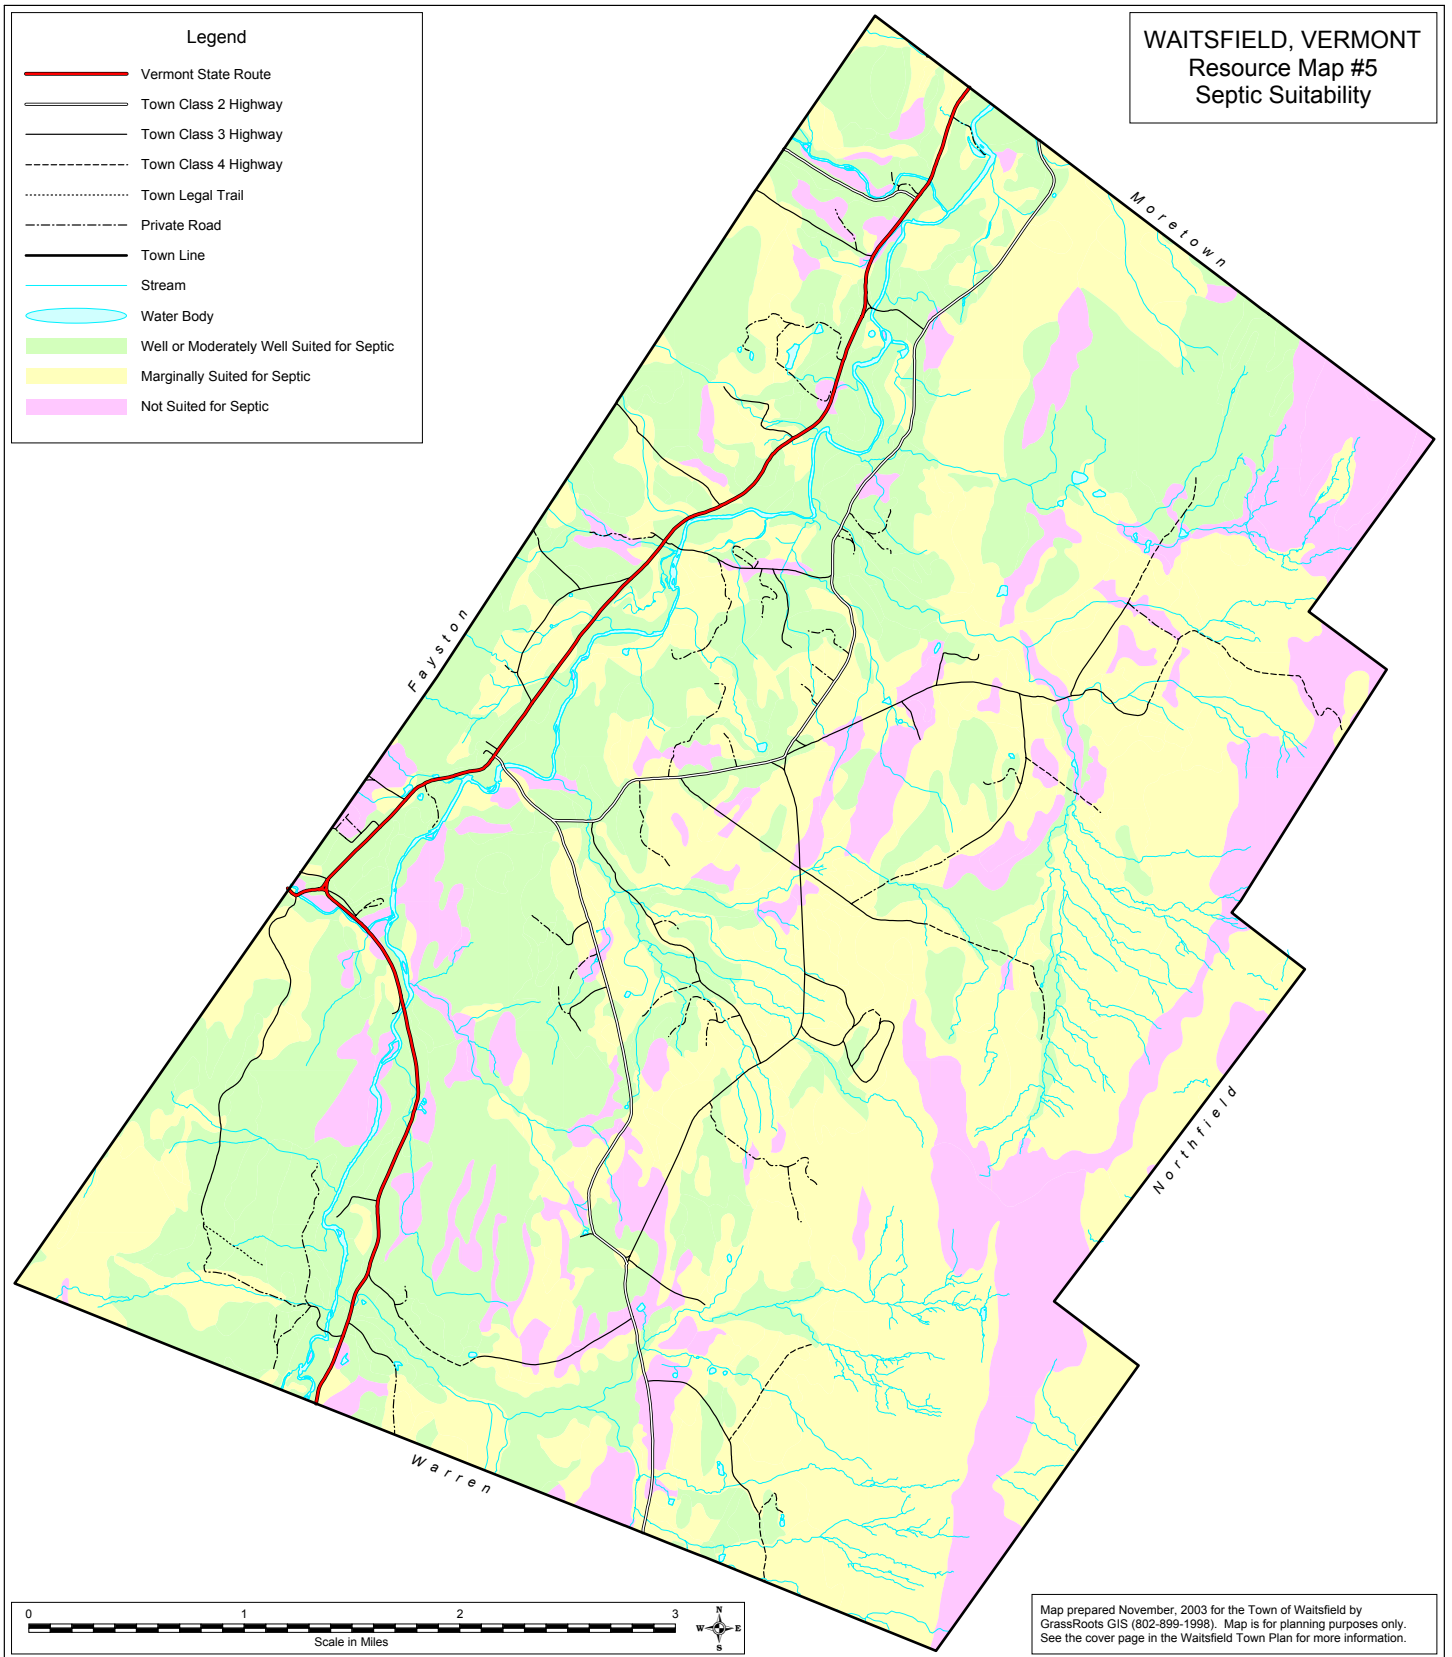 Legend
Vermont State Route
Town Class 2 Highway
Town Class 3 Highway
Town Class 4 Highway
Town Legal Trail
Private Road
Town Line
Stream
Water Body
Well or Moderately Well Suited for Septic
Marginally Suited for Septic
Not Suited for Septic
WAITSFIELD, VERMONT
Resource Map #5
Septic Suitability
Moretown
Fayston
Northfield
Warren
0 1 2 3
Scale in Miles
N
W E
S
Map prepared November, 2003 for the Town of Waitsfield by
GrassRoots GIS (802-899-1998). Map is for planning purposes only.
See the cover page in the Waitsfield Town Plan for more information.